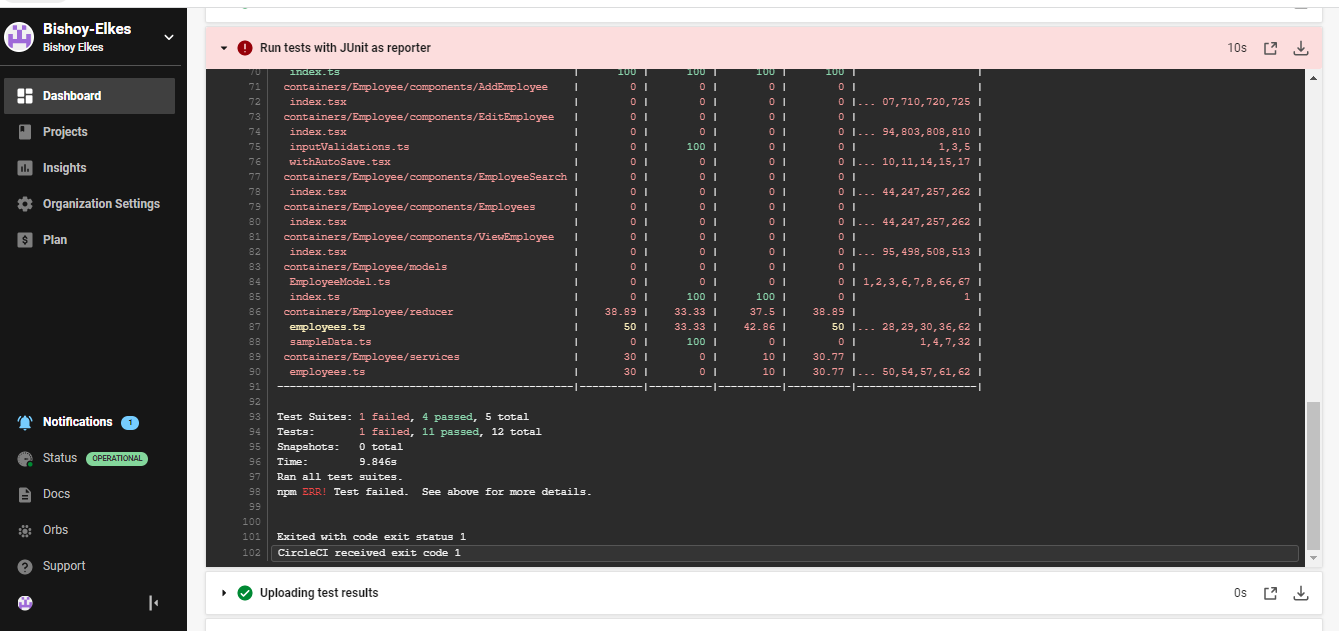 Bishoy-Elkes
Bishoy Elkes
Dashboard
Projects
Insights
Organization Settings
$ Plan
Notifications 1
Status OPERATIONAL
Docs
Orbs
? Support
! Run tests with JUnit as reporter 10s
70 index.ts | 100 | 100 | 100 | 100 | |
71 containers/Employee/components/AddEmployee | 0 | 0 | 0 | 0 | |
72 index.tsx | 0 | 0 | 0 | 0 |... 07,710,720,725 |
73 containers/Employee/components/EditEmployee | 0 | 0 | 0 | 0 | |
74 index.tsx | 0 | 0 | 0 | 0 |... 94,803,808,810 |
75 inputValidations.ts | 0 | 100 | 0 | 0 | 1,3,5 |
76 withAutoSave.tsx | 0 | 0 | 0 | 0 |... 10,11,14,15,17 |
77 containers/Employee/components/EmployeeSearch | 0 | 0 | 0 | 0 | |
78 index.tsx | 0 | 0 | 0 | 0 |... 44,247,257,262 |
79 containers/Employee/components/Employees | 0 | 0 | 0 | 0 | |
80 index.tsx | 0 | 0 | 0 | 0 |... 44,247,257,262 |
81 containers/Employee/components/ViewEmployee | 0 | 0 | 0 | 0 | |
82 index.tsx | 0 | 0 | 0 | 0 |... 95,498,508,513 |
83 containers/Employee/models | 0 | 0 | 0 | 0 | |
84 EmployeeModel.ts | 0 | 0 | 0 | 0 | 1,2,3,6,7,8,66,67 |
85 index.ts | 0 | 100 | 100 | 0 | 1 |
86 containers/Employee/reducer | 38.89 | 33.33 | 37.5 | 38.89 | |
87 employees.ts | 50 | 33.33 | 42.86 | 50 |... 28,29,30,36,62 |
88 sampleData.ts | 0 | 100 | 0 | 0 | 1,4,7,32 |
89 containers/Employee/services | 30 | 0 | 10 | 30.77 | |
90 employees.ts | 30 | 0 | 10 | 30.77 |... 50,54,57,61,62 |
91 -----------------------------------------------|----------|----------|----------|----------|-------------------|
92
93 Test Suites: 1 failed, 4 passed, 5 total
94 Tests: 1 failed, 11 passed, 12 total
95 Snapshots: 0 total
96 Time: 9.846s
97 Ran all test suites.
98 npm ERR! Test failed. See above for more details.
99
100
101 Exited with code exit status 1
102 CircleCI received exit code 1
Uploading test results 0s